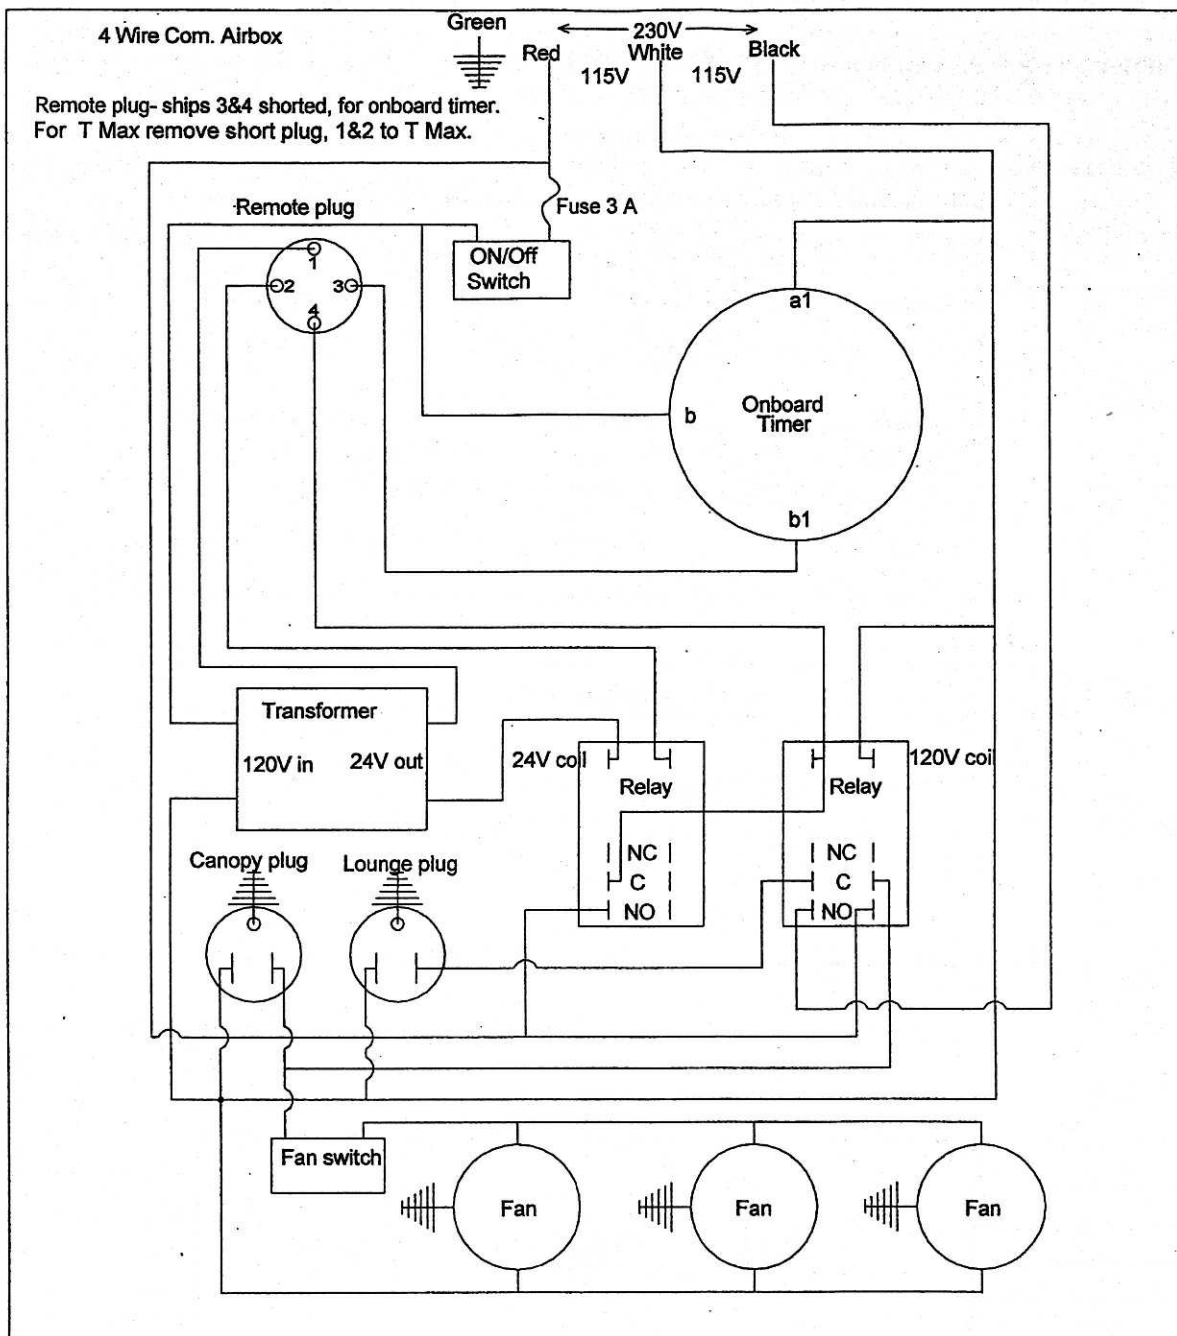 4 Wire Com. Airbox
Green
230V
Red
White
Black
115V
115V
Remote plug- ships 3&4 shorted, for onboard timer.
For T Max remove short plug, 1&2 to T Max.
Remote plug
Fuse 3 A
ON/Off
Switch
1
2
3
4
a1
b
Onboard
Timer
b1
Transformer
120V in
24V out
24V coil
Relay
Relay
120V coil
NC
C
NO
NC
C
NO
Canopy plug
Lounge plug
Fan switch
Fan
Fan
Fan